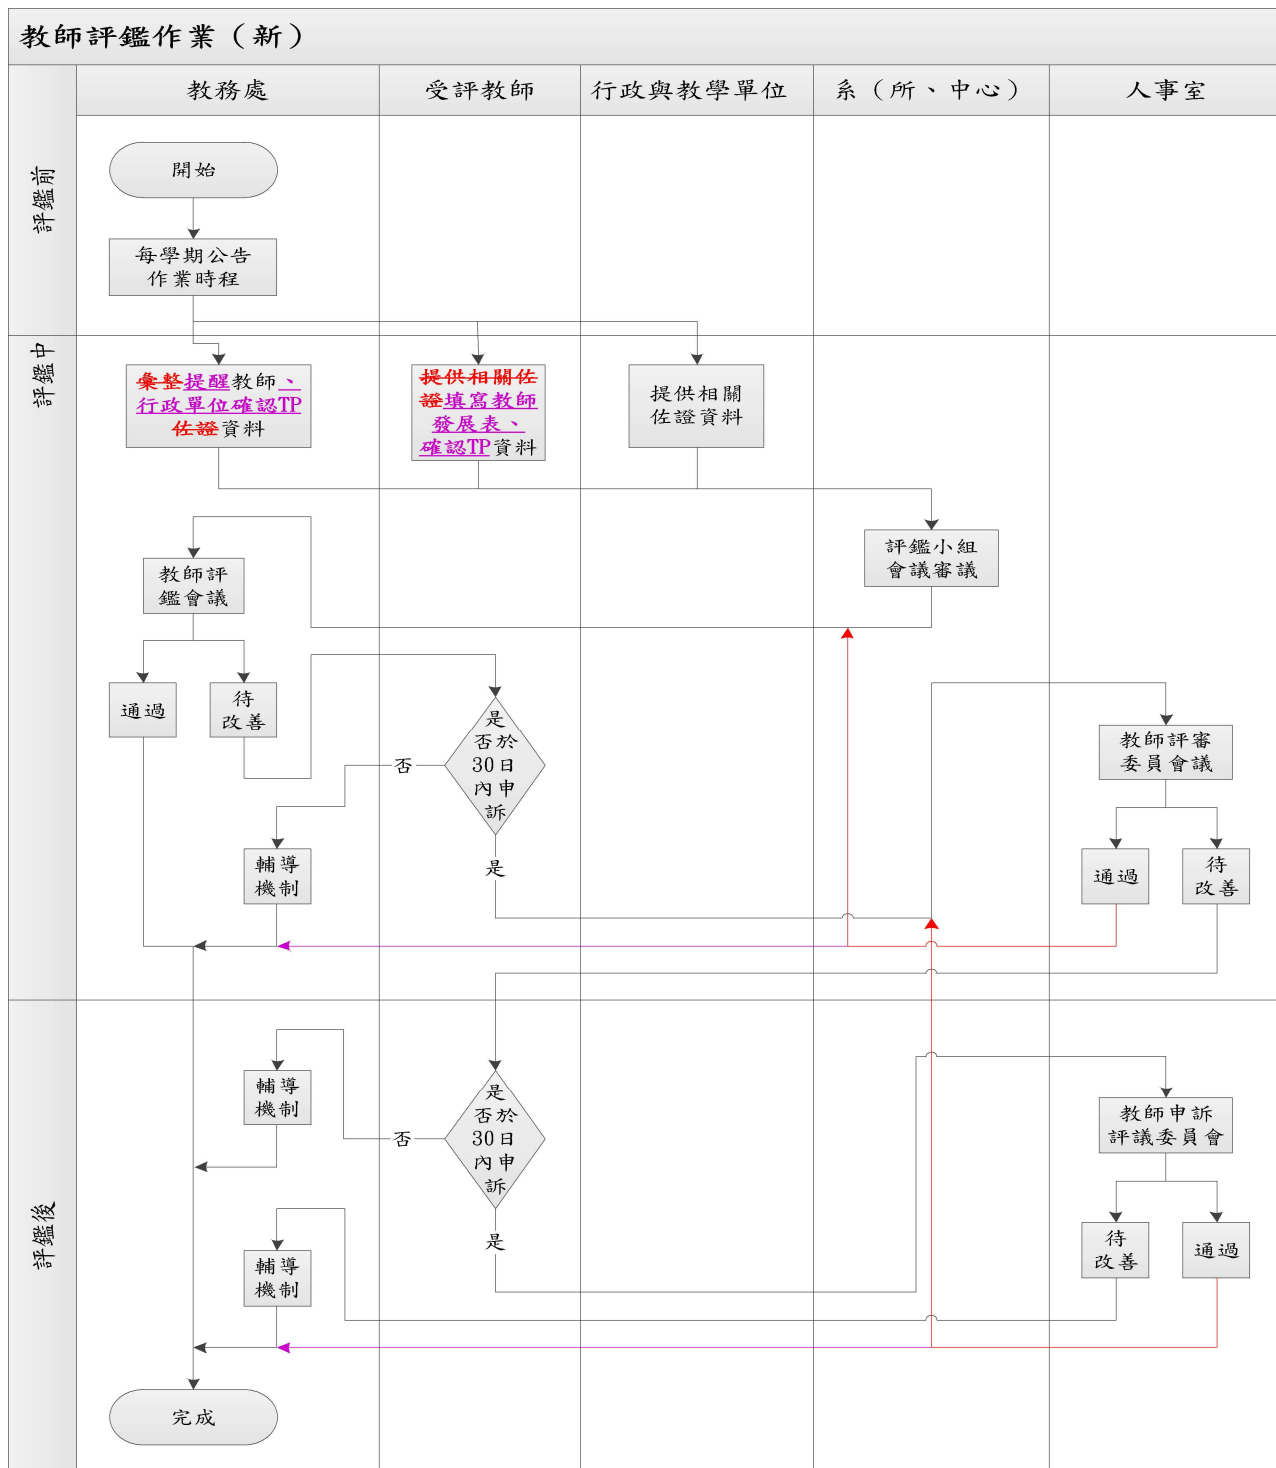 教師評鑑作業（新）
教務處
受評教師
行政與教學單位
系（所、中心）
人事室
評鑑前
開始
每學期公告
作業時程
評鑑中
彙整提醒教師、
行政單位確認TP
佐證資料
提供相關佐
證填寫教師
發展表、
確認TP資料
提供相關
佐證資料
評鑑小組
會議審議
教師評
鑑會議
通過
待
改善
是
否於
30日
內申
訴
否
是
輔導
機制
教師評審
委員會議
通過
待
改善
評鑑後
輔導
機制
否
是
否於
30日
內申
訴
是
教師申訴
評議委員會
待
改善
通過
輔導
機制
完成